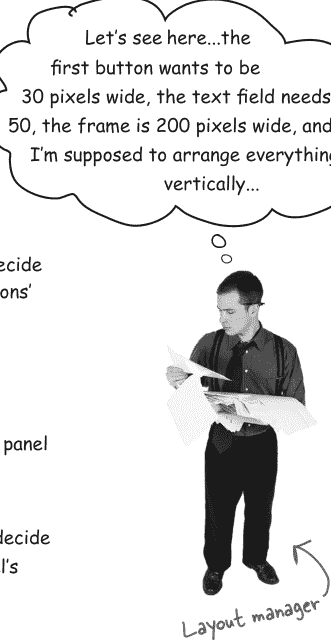 Let's see here...the
first button wants to be
30 pixels wide, the text field needs
50, the frame is 200 pixels wide, and
I'm supposed to arrange everything
vertically...
ecide
ons'
panel
decide
l's
Layout manager